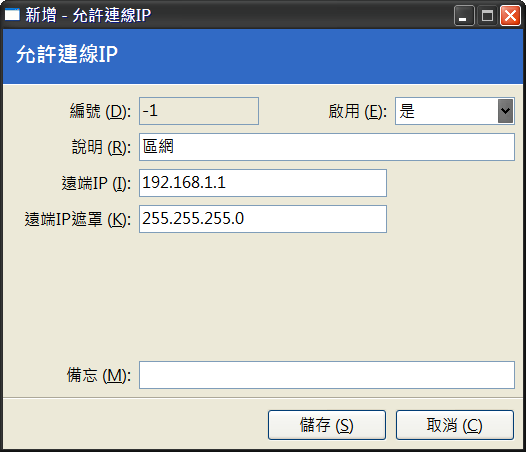 新增 - 允許連線IP
允許連線IP
編號 (D): -1 啟用 (E): 是
說明 (R): 區網
遠端IP (I): 192.168.1.1
遠端IP遮罩 (K): 255.255.255.0
備忘 (M):
儲存 (S) 取消 (C)